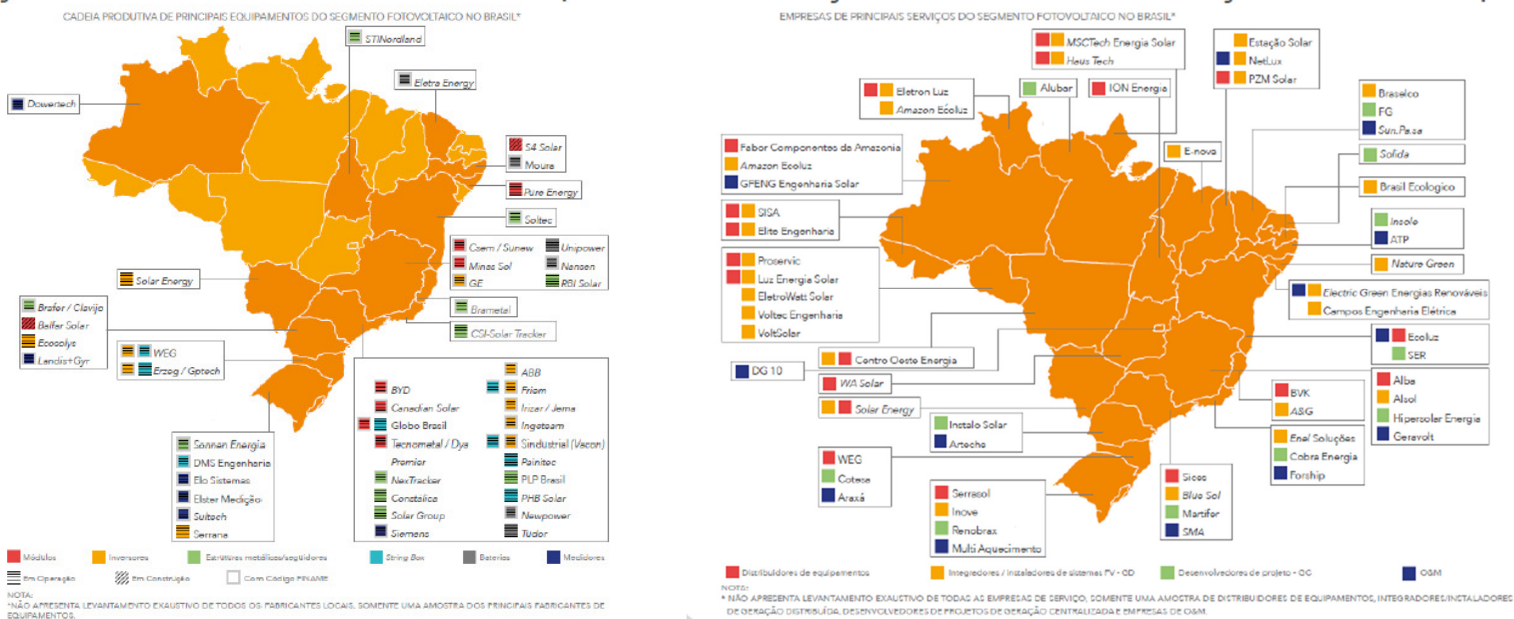 CADEIA PRODUTIVA DE PRINCIPAIS EQUIPAMENTOS DO SEGMENTO FOTOVOLTAICO NO BRASIL*
STINordland
Eletra Energy
Dowertech
S4 Solar
Moura
Pure Energy
Soltec
Csem / Sunew
Unipower
Minas Sol
Nansen
GE
RBI Solar
Solar Energy
Brametal
CSI-Solar Tracker
Brafer / Clavijo
Balfar Solar
Ecosolys
Landis+Gyr
WEG
Erzeg / Gptech
ABB
BYD
Friem
Canadian Solar
Irizar / Jema
Globo Brasil
Ingeteam
Tecnometal / Dya
Sindustrial (Vacon)
Premier
Painitec
NexTracker
PLP Brasil
Constálica
PHB Solar
Solar Group
Newpower
Siemens
Tudor
Sonnen Energia
DMS Engenharia
Elo Sistemas
Elster Medição
Suitech
Serrana
Módulos
Inversores
Estruturas metálicas/seguidores
String Box
Baterias
Medidores
Em Operação
Em Construção
Com Código FINAME
NOTA:
*NÃO APRESENTA LEVANTAMENTO EXAUSTIVO DE TODOS OS FABRICANTES LOCAIS, SOMENTE UMA AMOSTRA DOS PRINCIPAIS FABRICANTES DE
EQUIPAMENTOS.
EMPRESAS DE PRINCIPAIS SERVIÇOS DO SEGMENTO FOTOVOLTAICO NO BRASIL*
MSCTech Energia Solar
Haus Tech
Estação Solar
NetLux
PZM Solar
Eletron Luz
Amazon Ecoluz
Alubar
ION Energia
Braselco
FG
Sun.Pa.sa
Fabor Componentes da Amazonia
Amazon Ecoluz
GFENG Engenharia Solar
E-nova
Solida
Brasil Ecologico
SISA
Elite Engenharia
Insole
ATP
Nature Green
Proservic
Luz Energia Solar
EletroWatt Solar
Voltec Engenharia
VoltSolar
Electric Green Energias Renováveis
Campos Engenharia Elétrica
Ecoluz
SER
Centro Oeste Energia
DG 10
WA Solar
Solar Energy
Alba
Alsol
Hipersolar Energia
Geravolt
BVK
A&G
Instalo Solar
Arteche
Enel Soluções
Cobra Energia
Forship
WEG
Cotesa
Araxá
Sices
Blue Sol
Martifer
SMA
Serrasol
Inove
Renobrax
Multi Aquecimento
Distribuidores de equipamentos
Integradores / instaladores de sistemas FV - GD
Desenvolvedores de projeto - GC
O&M
NOTA:
* NÃO APRESENTA LEVANTAMENTO EXAUSTIVO DE TODAS AS EMPRESAS DE SERVIÇO, SOMENTE UMA AMOSTRA DE DISTRIBUIDORES DE EQUIPAMENTOS, INTEGRADORES/INSTALADORES
DE GERAÇÃO DISTRIBUÍDA, DESENVOLVEDORES DE PROJETOS DE GERAÇÃO CENTRALIZADA E EMPRESAS DE O&M.